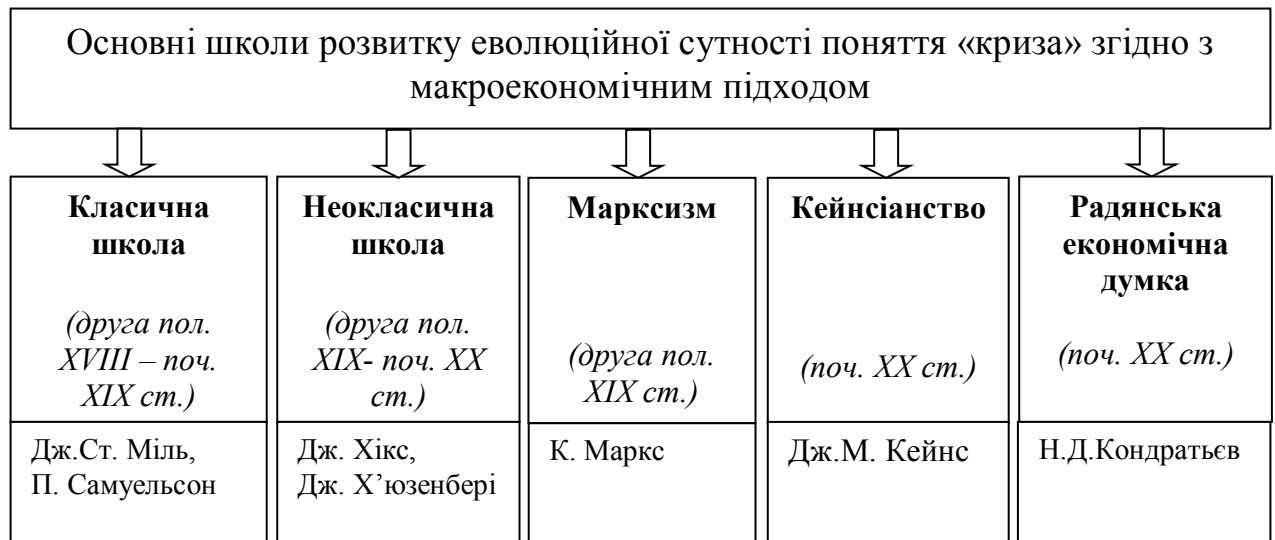 Основні школи розвитку еволюційної сутності поняття «криза» згідно з
макроекономічним підходом
Класична
школа
(друга пол.
XVIII – поч.
XIX ст.)
Дж.Ст. Міль,
П. Самуельсон
Неокласична
школа
(друга пол.
XIX- поч. XX
ст.)
Дж. Хікс,
Дж. Х’юзенбері
Марксизм
(друга пол.
XIX ст.)
К. Маркс
Кейнсіанство
(поч. XX ст.)
Дж.М. Кейнс
Радянська
економічна
думка
(поч. XX ст.)
Н.Д.Кондратьєв